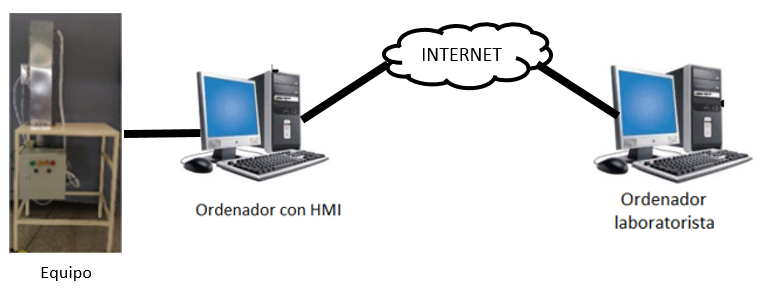 INTERNET
Ordenador con HMI
Ordenador
laboratorista
Equipo